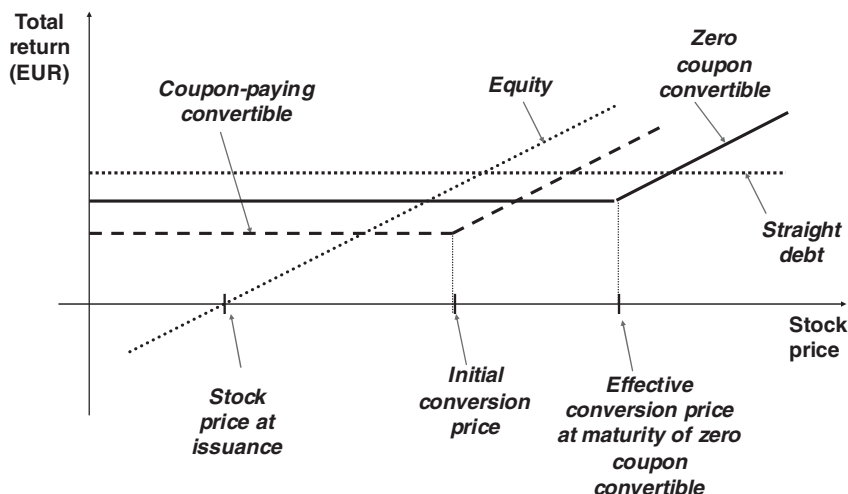 Total
return
(EUR)
Coupon-paying
convertible
Equity
Zero
coupon
convertible
Straight
debt
Stock
price
Stock
price at
issuance
Initial
conversion
price
Effective
conversion price
at maturity of zero
coupon
convertible